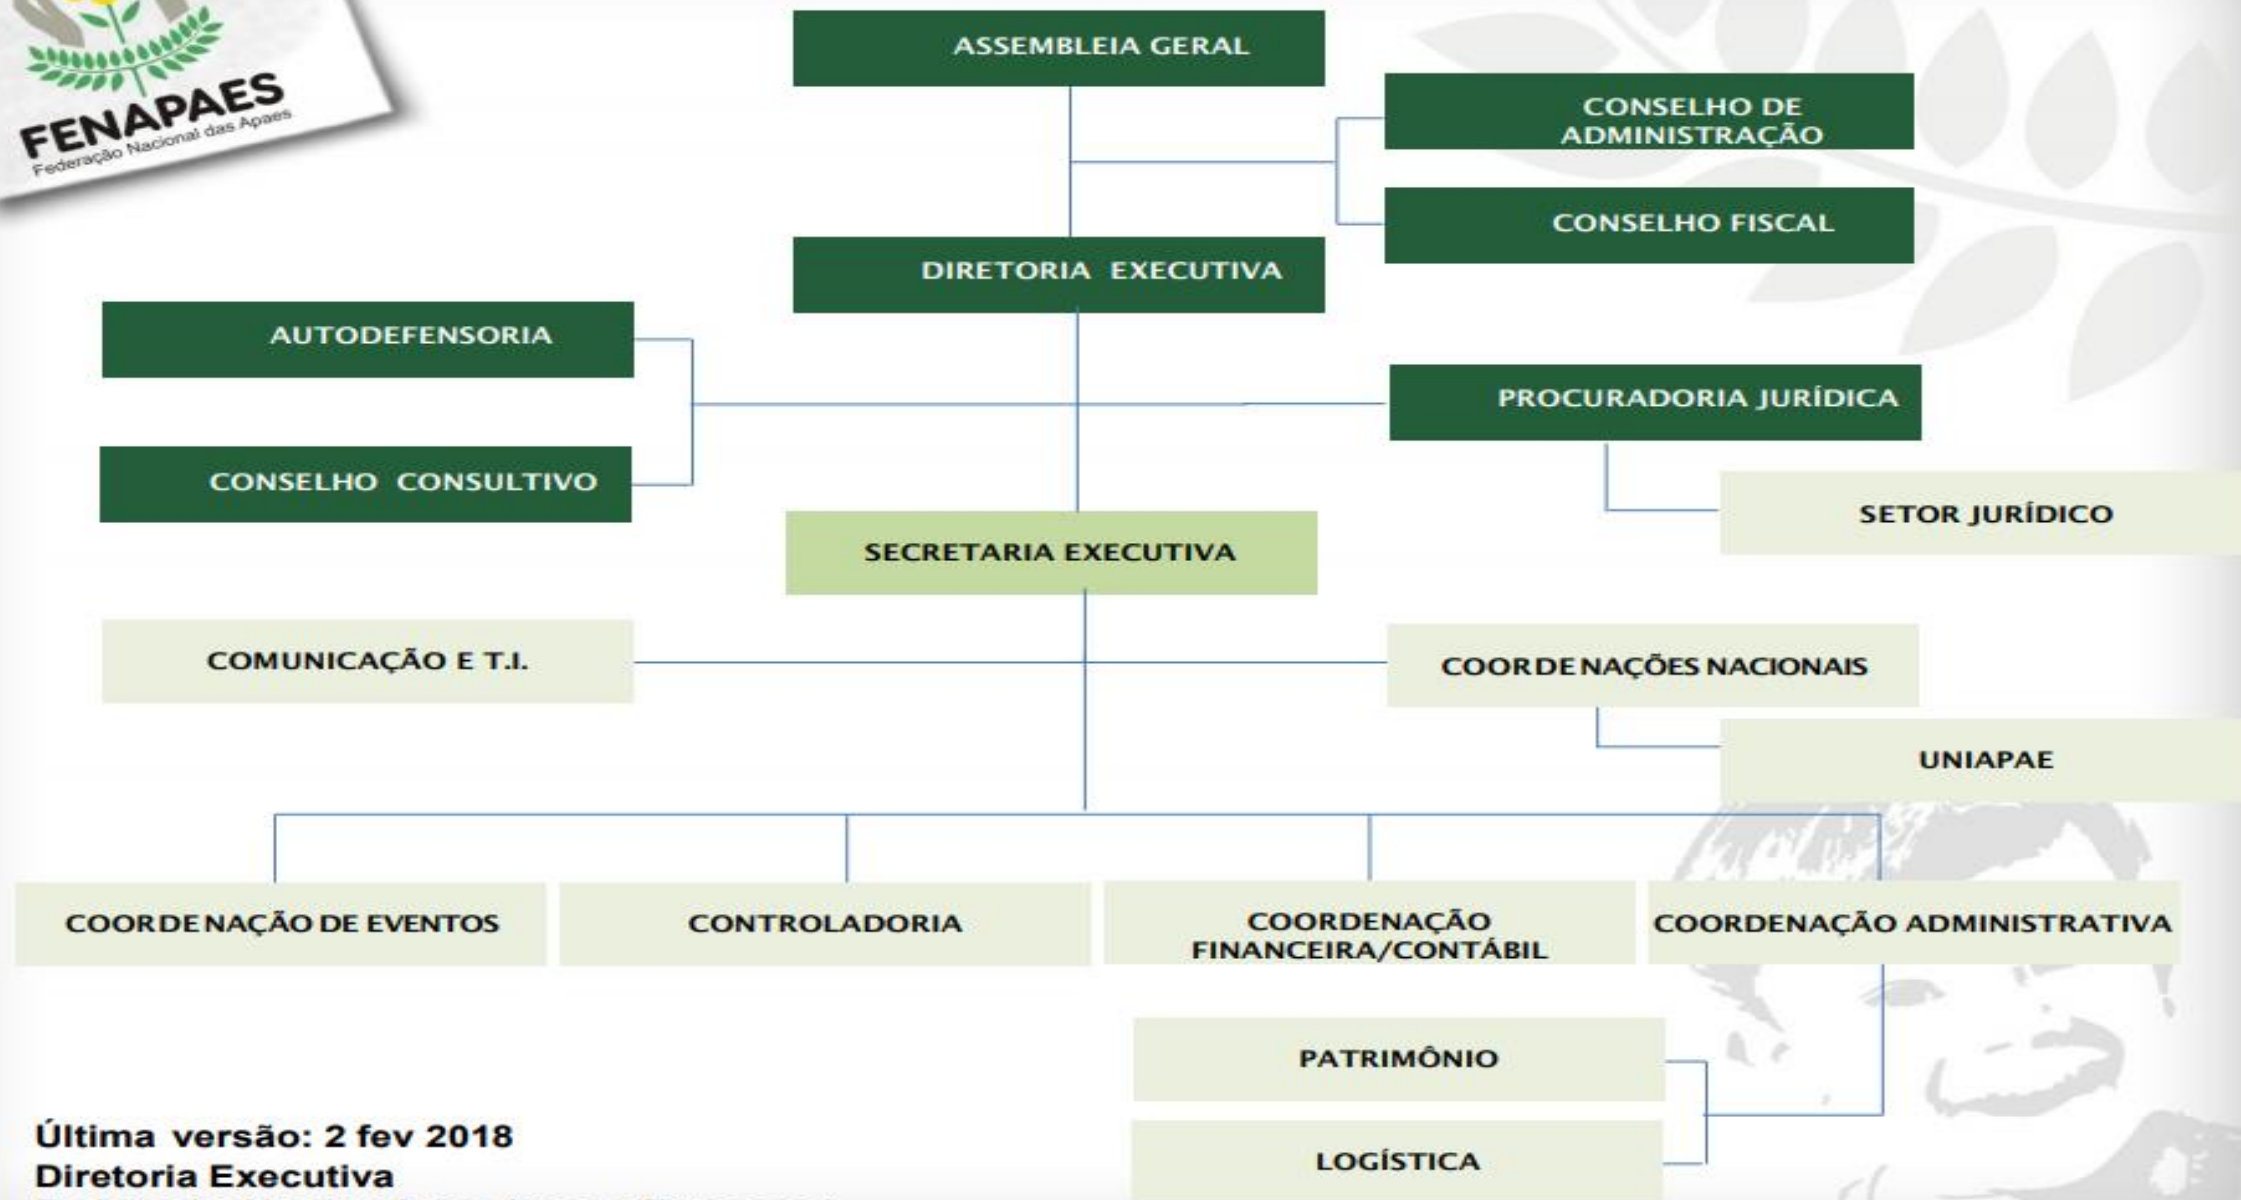 FENAPAES
Federação Nacional das Apaes
ASSEMBLEIA GERAL
CONSELHO DE
ADMINISTRAÇÃO
CONSELHO FISCAL
DIRETORIA EXECUTIVA
AUTODEFENSORIA
PROCURADORIA JURÍDICA
CONSELHO CONSULTIVO
SETOR JURÍDICO
SECRETARIA EXECUTIVA
COMUNICAÇÃO E T.I.
COORDENAÇÕES NACIONAIS
UNIAPAE
COORDENAÇÃO DE EVENTOS
CONTROLADORIA
COORDENAÇÃO
FINANCEIRA/CONTÁBIL
COORDENAÇÃO ADMINISTRATIVA
PATRIMÔNIO
LOGÍSTICA
Última versão: 2 fev 2018
Diretoria Executiva